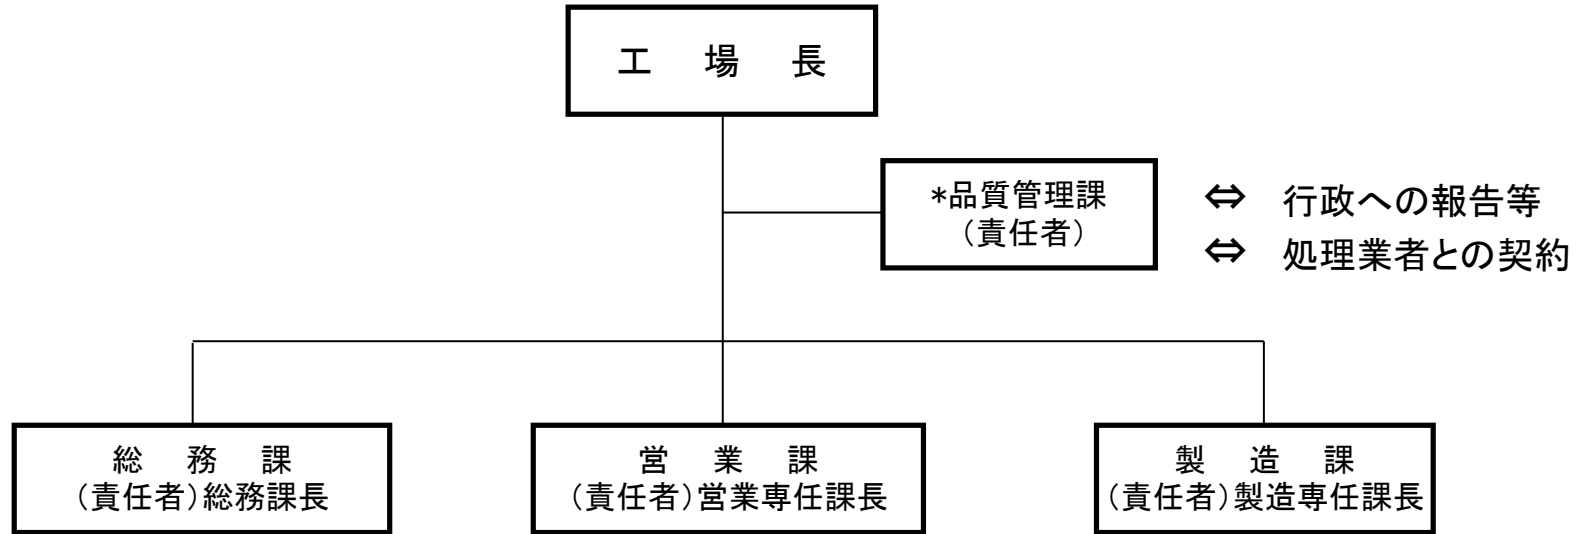 工 場 長
*品質管理課
（責任者）
⇔ 行政への報告等
⇔ 処理業者との契約
総 務 課
（責任者）総務課長
営 業 課
（責任者）営業専任課長
製 造 課
（責任者）製造専任課長